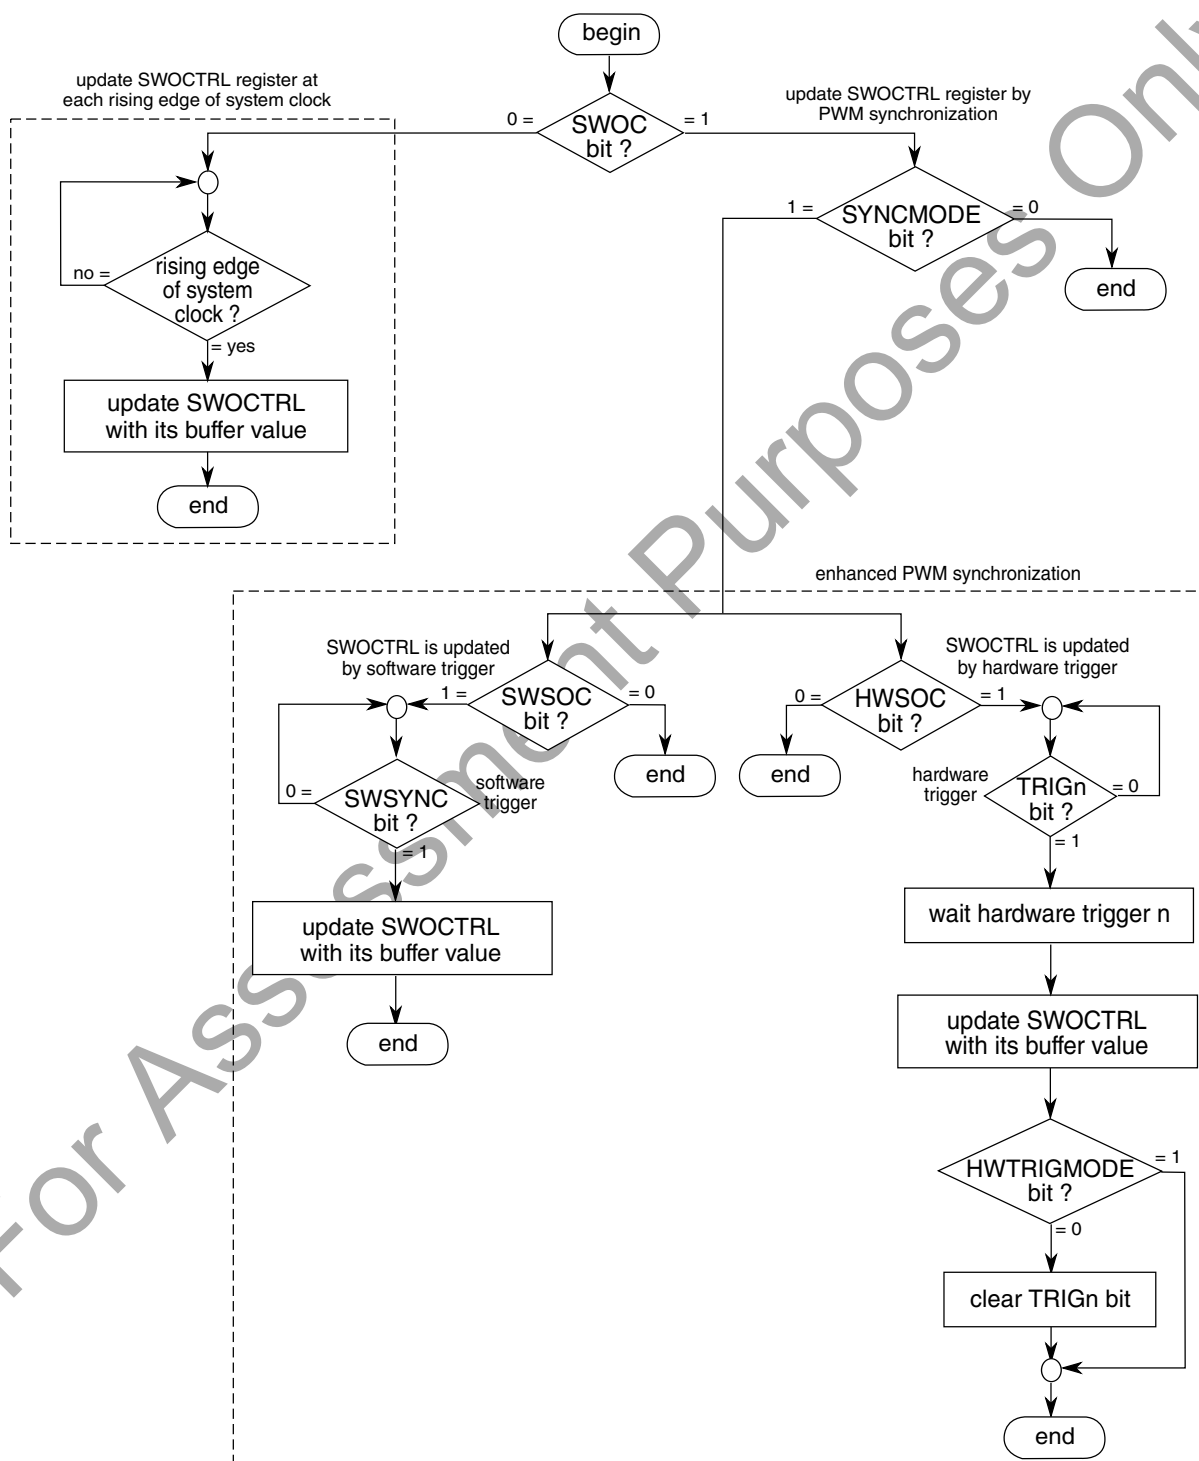 begin
update SWOCTRL register at
each rising edge of system clock
update SWOCTRL register by
PWM synchronization
0 =
SWOC
bit ?
= 1
1 =
SYNCMODE
bit ?
= 0
end
no =
rising edge
of system
clock ?
= yes
update SWOCTRL
with its buffer value
end
enhanced PWM synchronization
SWOCTRL is updated
by software trigger
SWOCTRL is updated
by hardware trigger
1 =
SWSOC
bit ?
= 0
end
0 =
HWSOC
bit ?
= 1
end
0 =
SWSYNC
bit ?
software
trigger
= 1
hardware
trigger
TRIGn
bit ?
= 0
= 1
update SWOCTRL
with its buffer value
end
wait hardware trigger n
update SWOCTRL
with its buffer value
HWTRIGMODE
bit ?
= 1
= 0
clear TRIGn bit
end
For Assessment Purposes Only